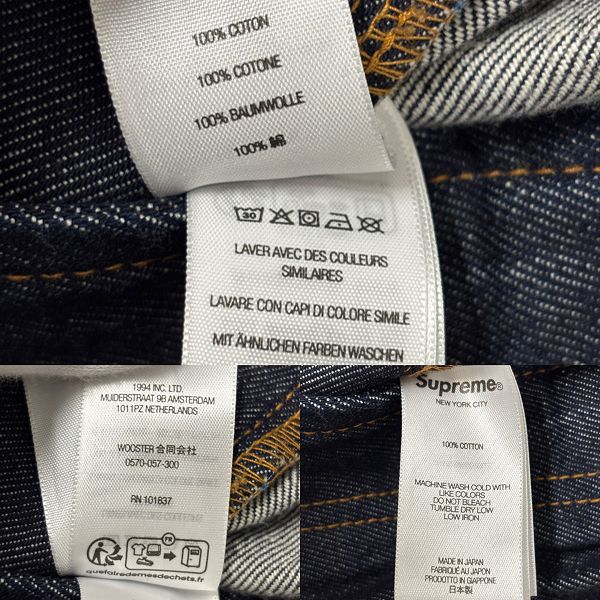 100% COTON
100% COTONE
100% BAUMWOLLE
100% 綿
30
LAVER AVEC DES COULEURS
SIMILAIRES
LAVARE CON CAPI DI COLORE SIMILE
MIT ÄHNLICHEN FARBEN WASCHEN
1994 INC. LTD.
MUIDERSTRAAT 9B AMSTERDAM
1011PZ NETHERLANDS
WOOSTER 合同会社
0570-057-300
RN 101837
FR
quefairedemesdechets.fr
Supreme®
NEW YORK CITY
100% COTTON
MACHINE WASH COLD WITH
LIKE COLORS
DO NOT BLEACH
TUMBLE DRY LOW
LOW IRON
MADE IN JAPAN
FABRIQUÉ AU JAPON
PRODOTTO IN GIAPPONE
日本製